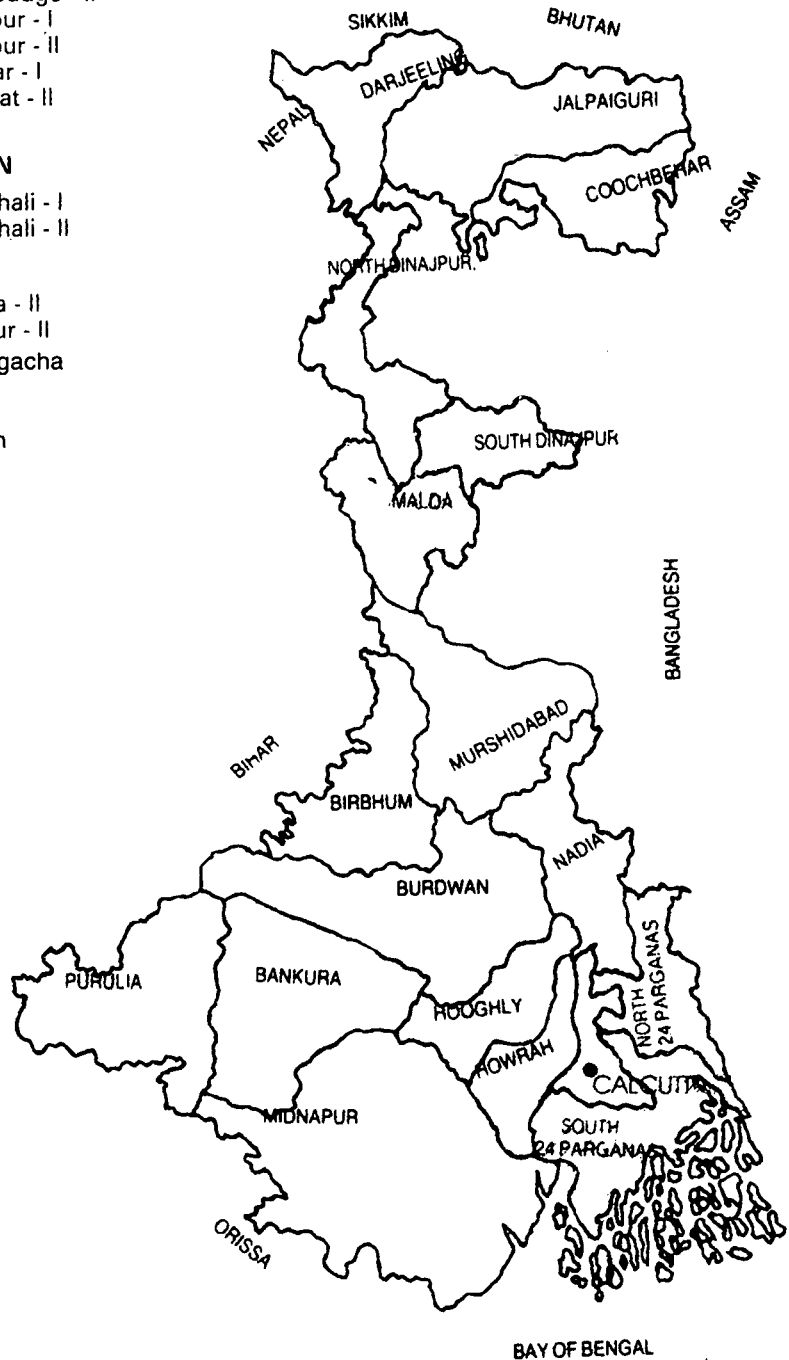 our - I
our - II
ar - I
at - II
N
hali - I
hali - II
a - II
ur - II
gacha
n
SIKKIM
BHUTAN
DARJEELING
JALPAIGURI
NEPAL
COOCHBEHAR
ASSAM
NORTH DINAJPUR.
SOUTH DINAJPUR
MALDA
BANGLADESH
MURSHIDABAD
BIHAR
BIRBHUM
NADIA
BURDWAN
PURULIA
BANKURA
HOOGHLY
NORTH
24 PARGANAS
HOWRAH
CALCUTTA
MIDNAPUR
SOUTH
24 PARGANAS
ORISSA
BAY OF BENGAL